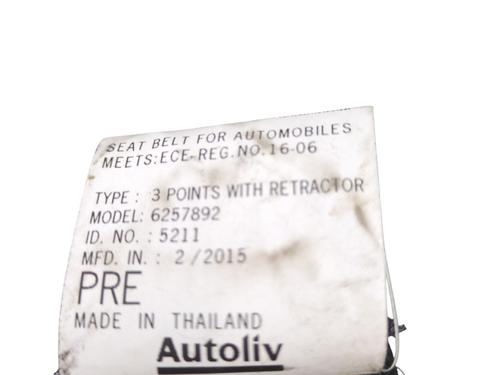 SEAT BELT FOR AUTOMOBILES
MEETS:ECE-REG.NO.16-06
TYPE : 3 POINTS WITH RETRACTOR
MODEL: 6257892
ID. NO. : 5211
MFD. IN. : 2/2015
PRE
MADE IN THAILAND
Autoliv